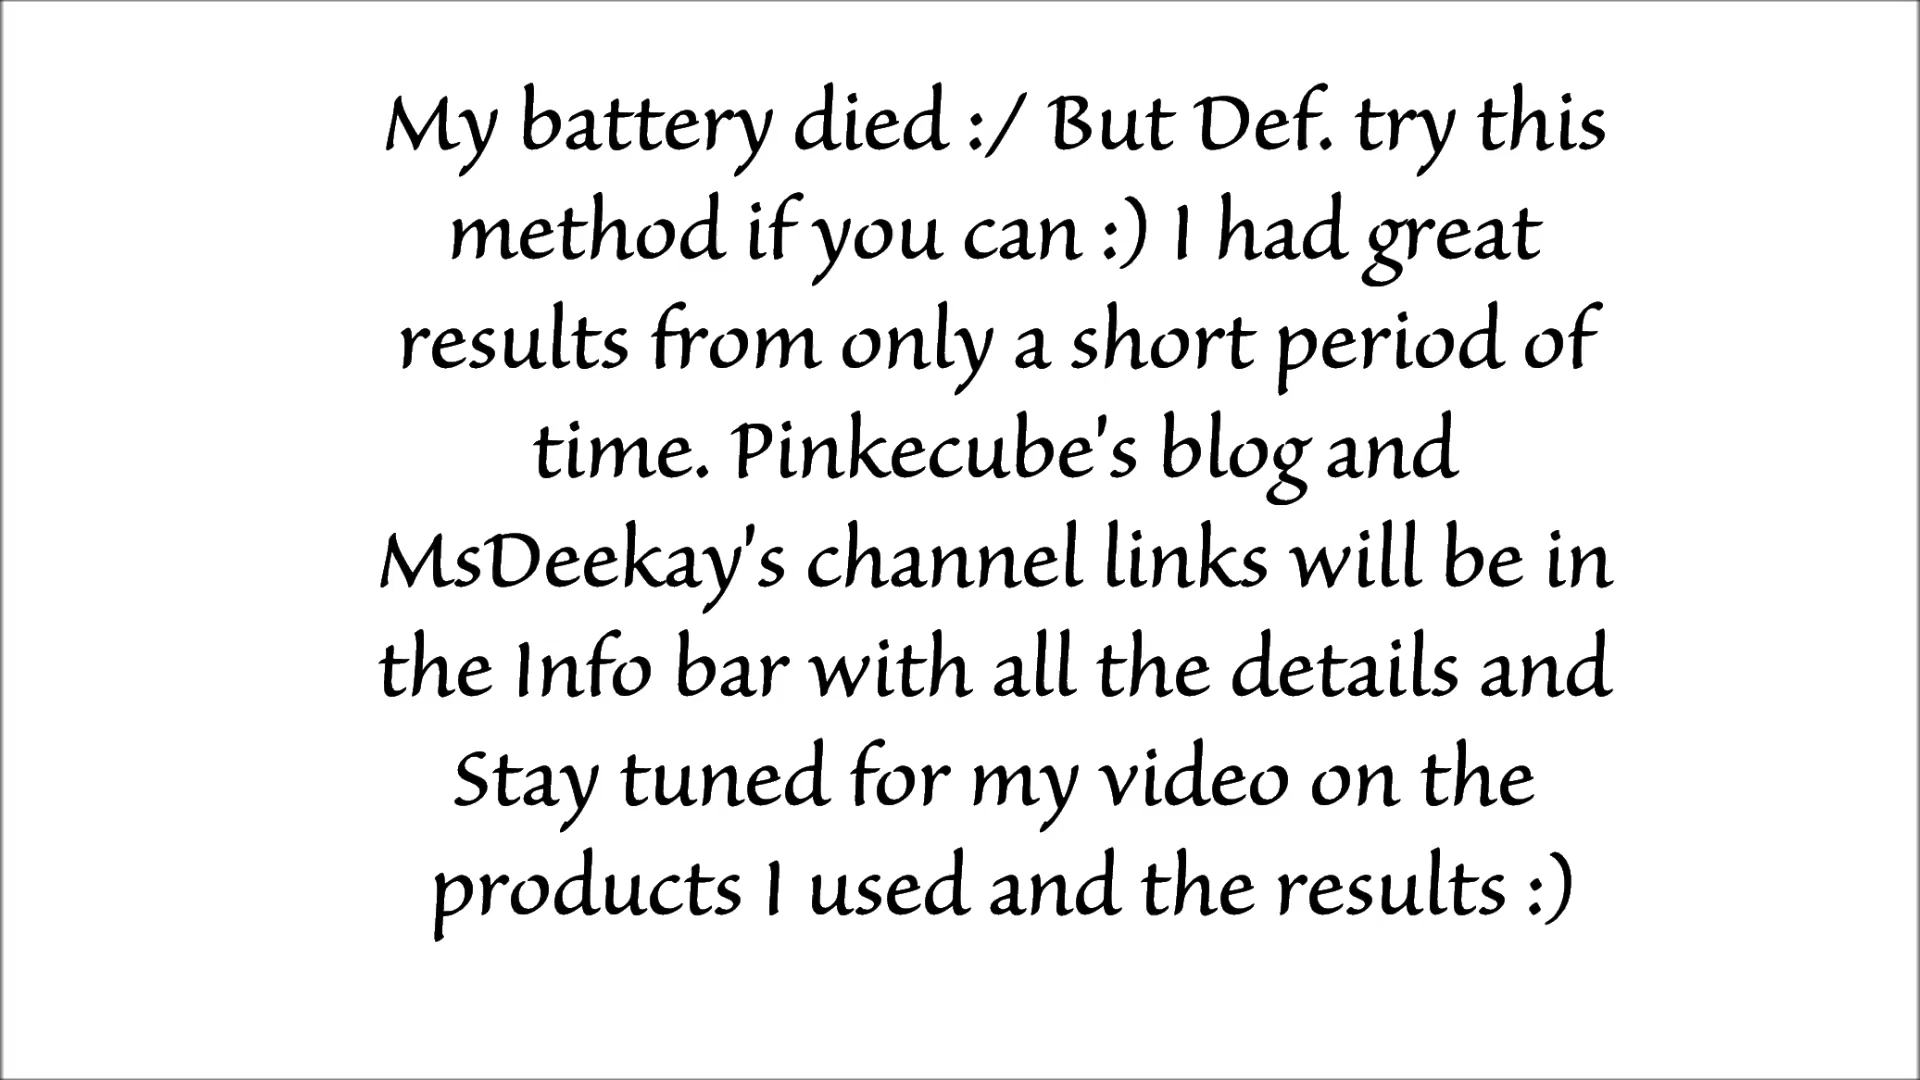 My battery died :/ But Def. try this
method if you can :) I had great
results from only a short period of
time. Pinkecube's blog and
MsDeekay's channel links will be in
the Info bar with all the details and
Stay tuned for my video on the
products I used and the results :)